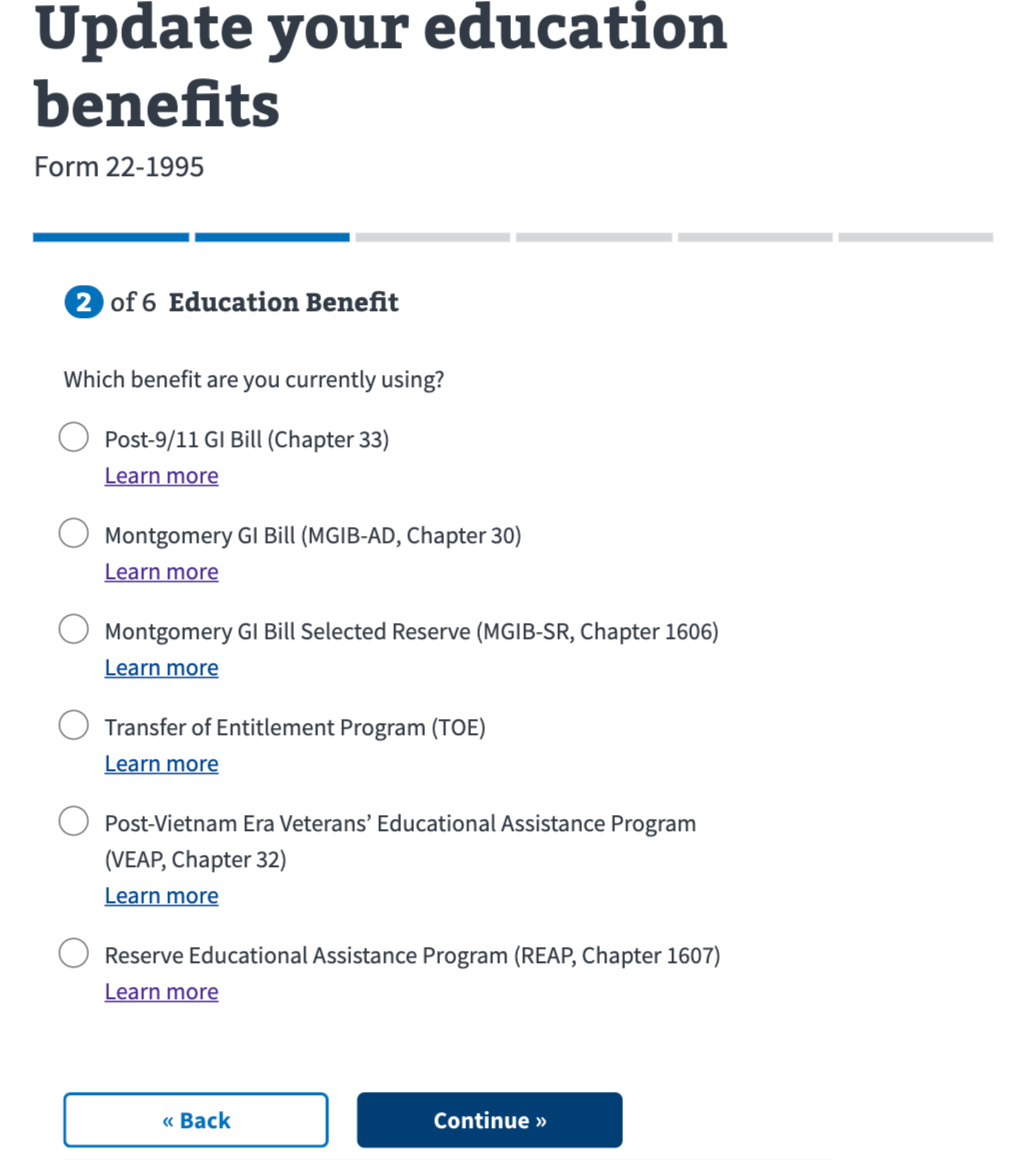 Update your education
benefits
Form 22-1995
2 of 6 Education Benefit
Which benefit are you currently using?
Post-9/11 GI Bill (Chapter 33)
Learn more
Montgomery GI Bill (MGIB-AD, Chapter 30)
Learn more
Montgomery GI Bill Selected Reserve (MGIB-SR, Chapter 1606)
Learn more
Transfer of Entitlement Program (TOE)
Learn more
Post-Vietnam Era Veterans’ Educational Assistance Program
(VEAP, Chapter 32)
Learn more
Reserve Educational Assistance Program (REAP, Chapter 1607)
Learn more
« Back
Continue »